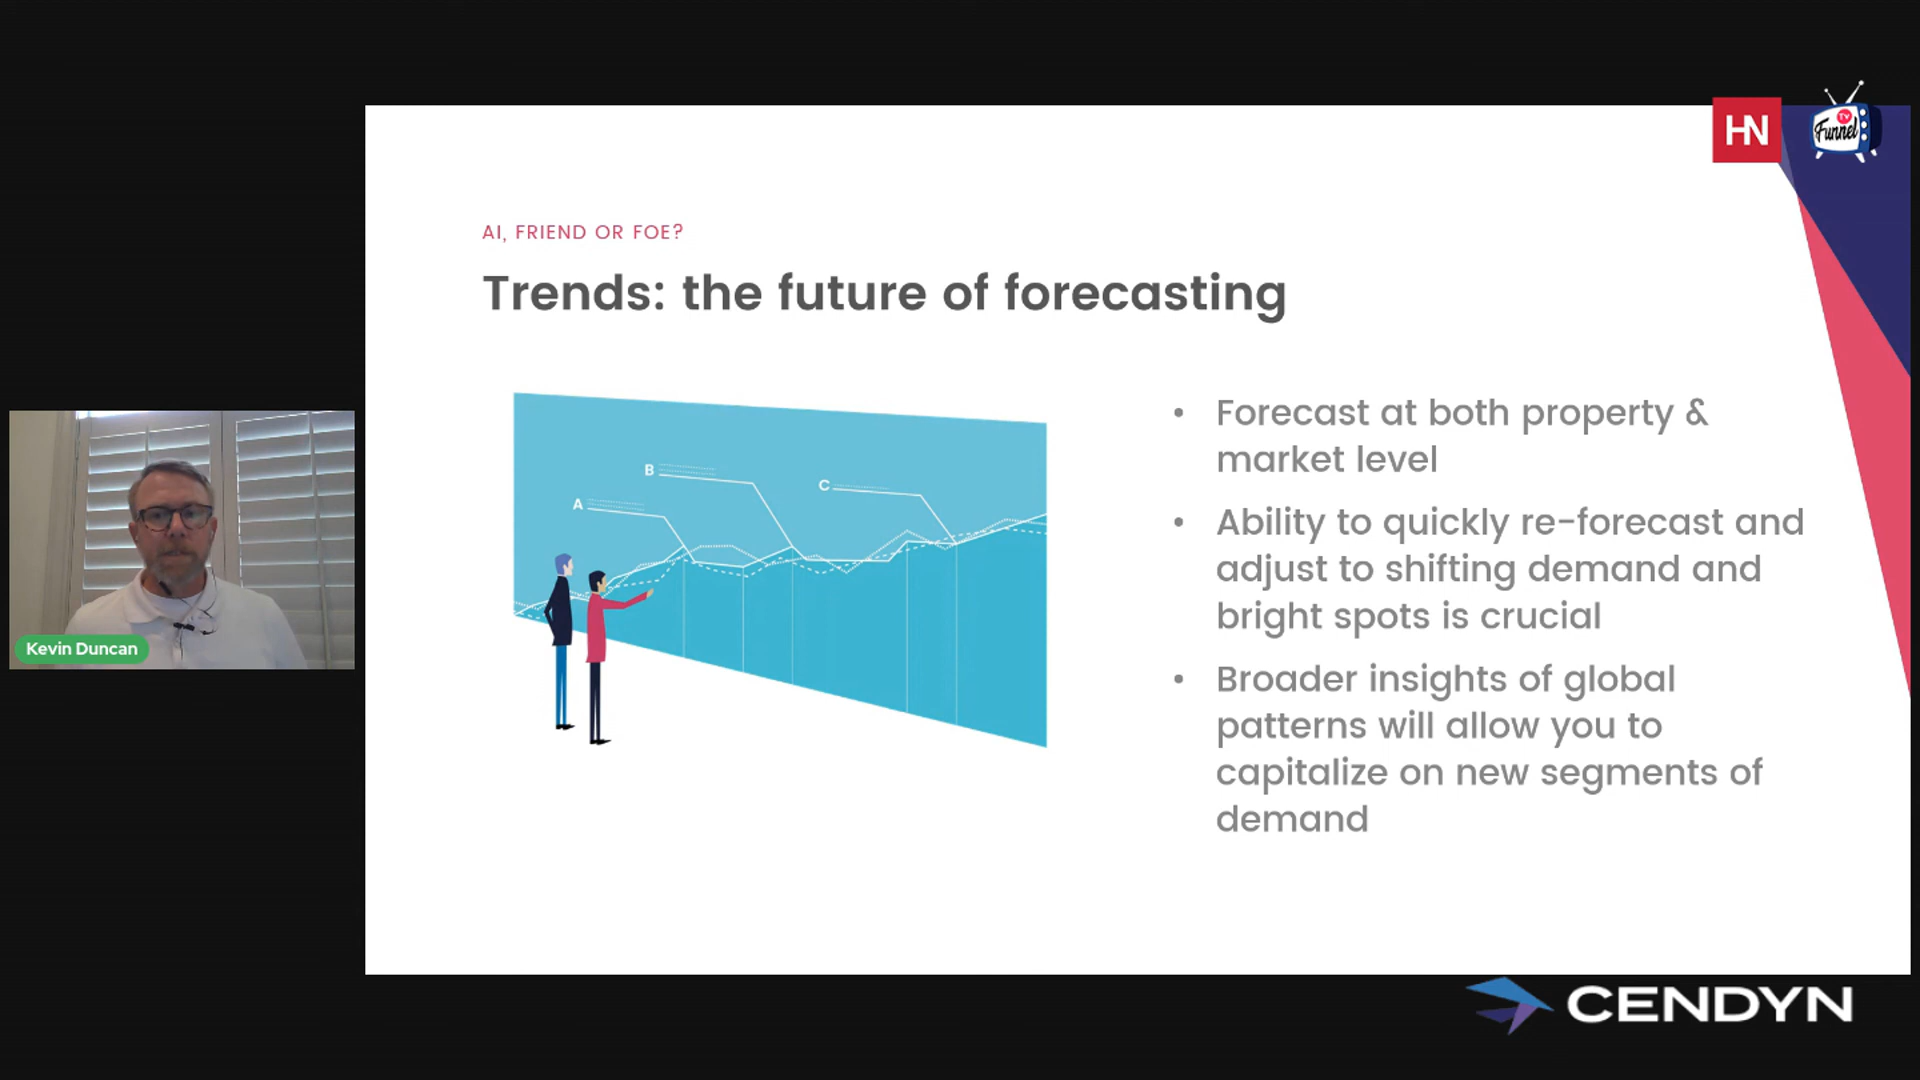 HN
TV
Funnel
AI, FRIEND OR FOE?
Trends: the future of forecasting
A
B
C
• Forecast at both property &
market level
• Ability to quickly re-forecast and
adjust to shifting demand and
bright spots is crucial
• Broader insights of global
patterns will allow you to
capitalize on new segments of
demand
Kevin Duncan
CENDYN